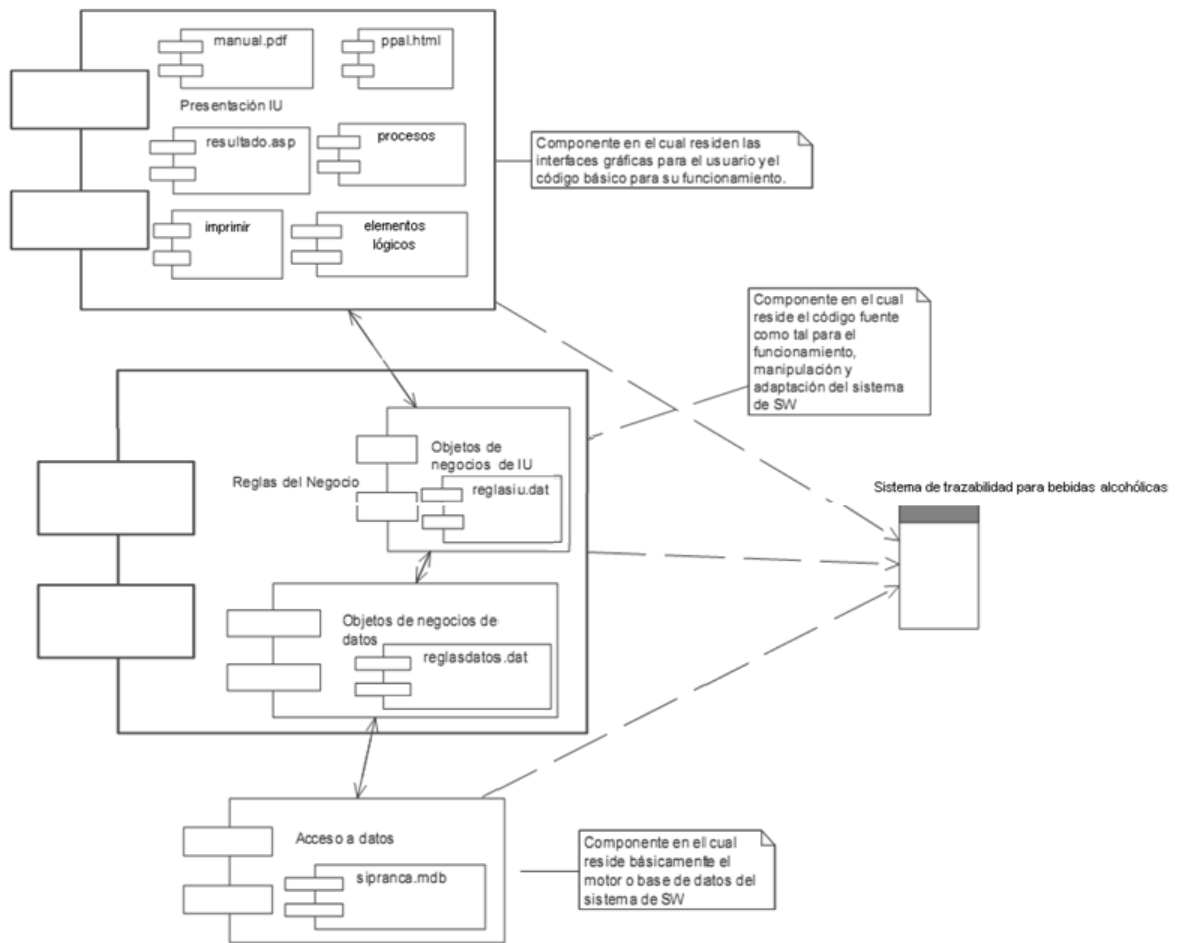 manual.pdf
ppal.html
Presentación IU
resultado.asp
procesos
imprimir
elementos
lógicos
Componente en el cual residen las
interfaces gráficas para el usuario y el
código básico para su funcionamiento.
Componente en el cual
reside el código fuente
como tal para el
funcionamiento,
manipulación y
adaptación del sistema
de SW
Objetos de
negocios de IU
Reglas del Negocio
reglasiu.dat
Sistema de trazabilidad para bebidas alcohólicas
Objetos de negocios de
datos
reglasdatos.dat
Acceso a datos
sipranca.mdb
Componente en ell cual
reside básicamente el
motor o base de datos del
sistema de SW